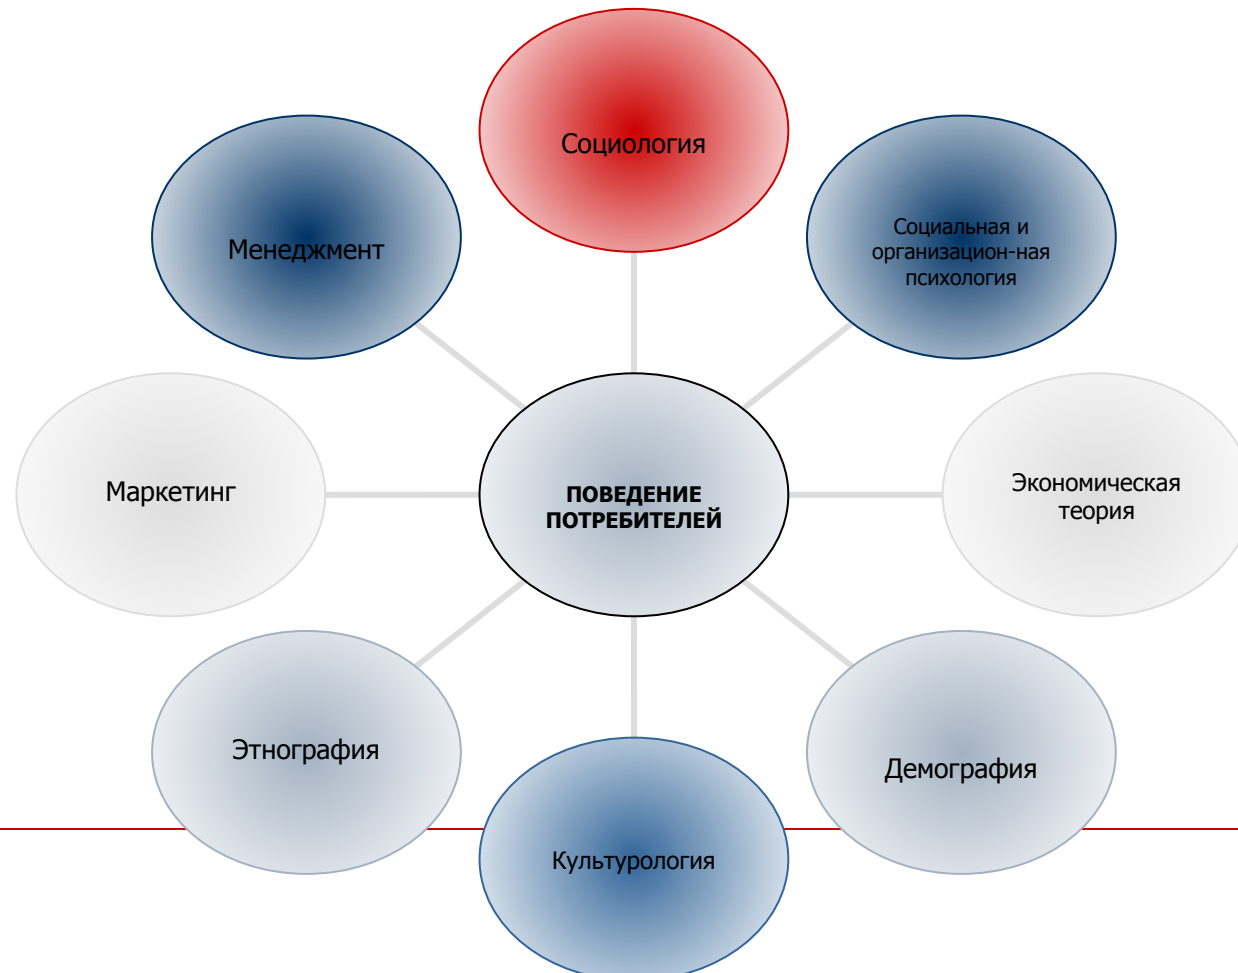 Социология
Социальная и
организацион-ная
психология
Менеджмент
Экономическая
теория
Маркетинг
ПОВЕДЕНИЕ
ПОТРЕБИТЕЛЕЙ
Этнография
Демография
Культурология